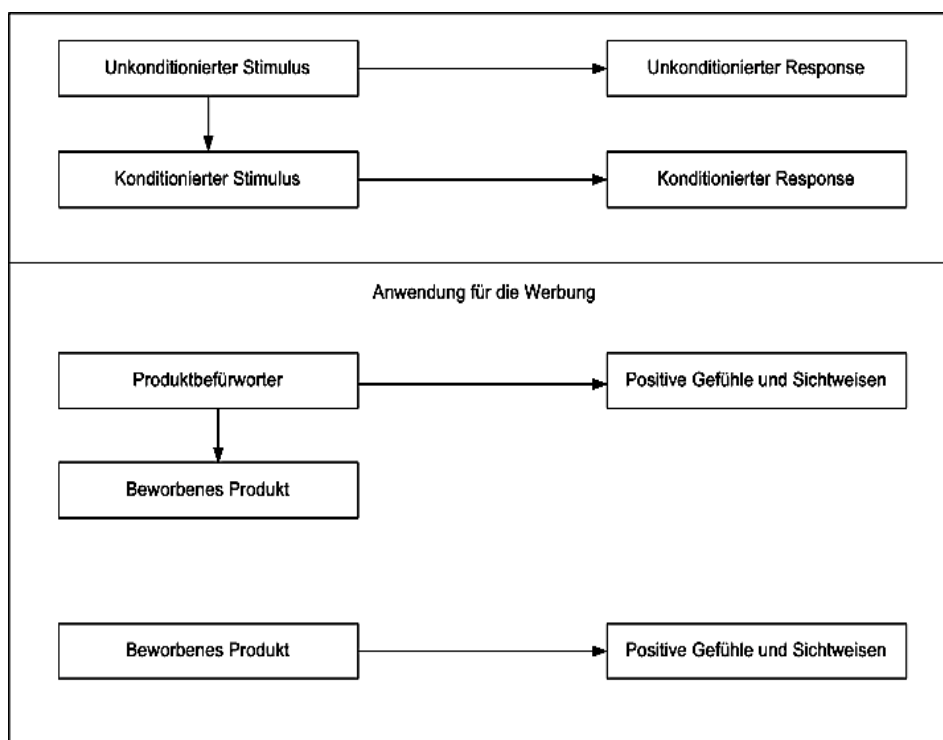 Unkonditionierter Stimulus
Unkonditionierter Response
Konditionierter Stimulus
Konditionierter Response
Anwendung für die Werbung
Produktbefürworter
Positive Gefühle und Sichtweisen
Beworbenes Produkt
Beworbenes Produkt
Positive Gefühle und Sichtweisen